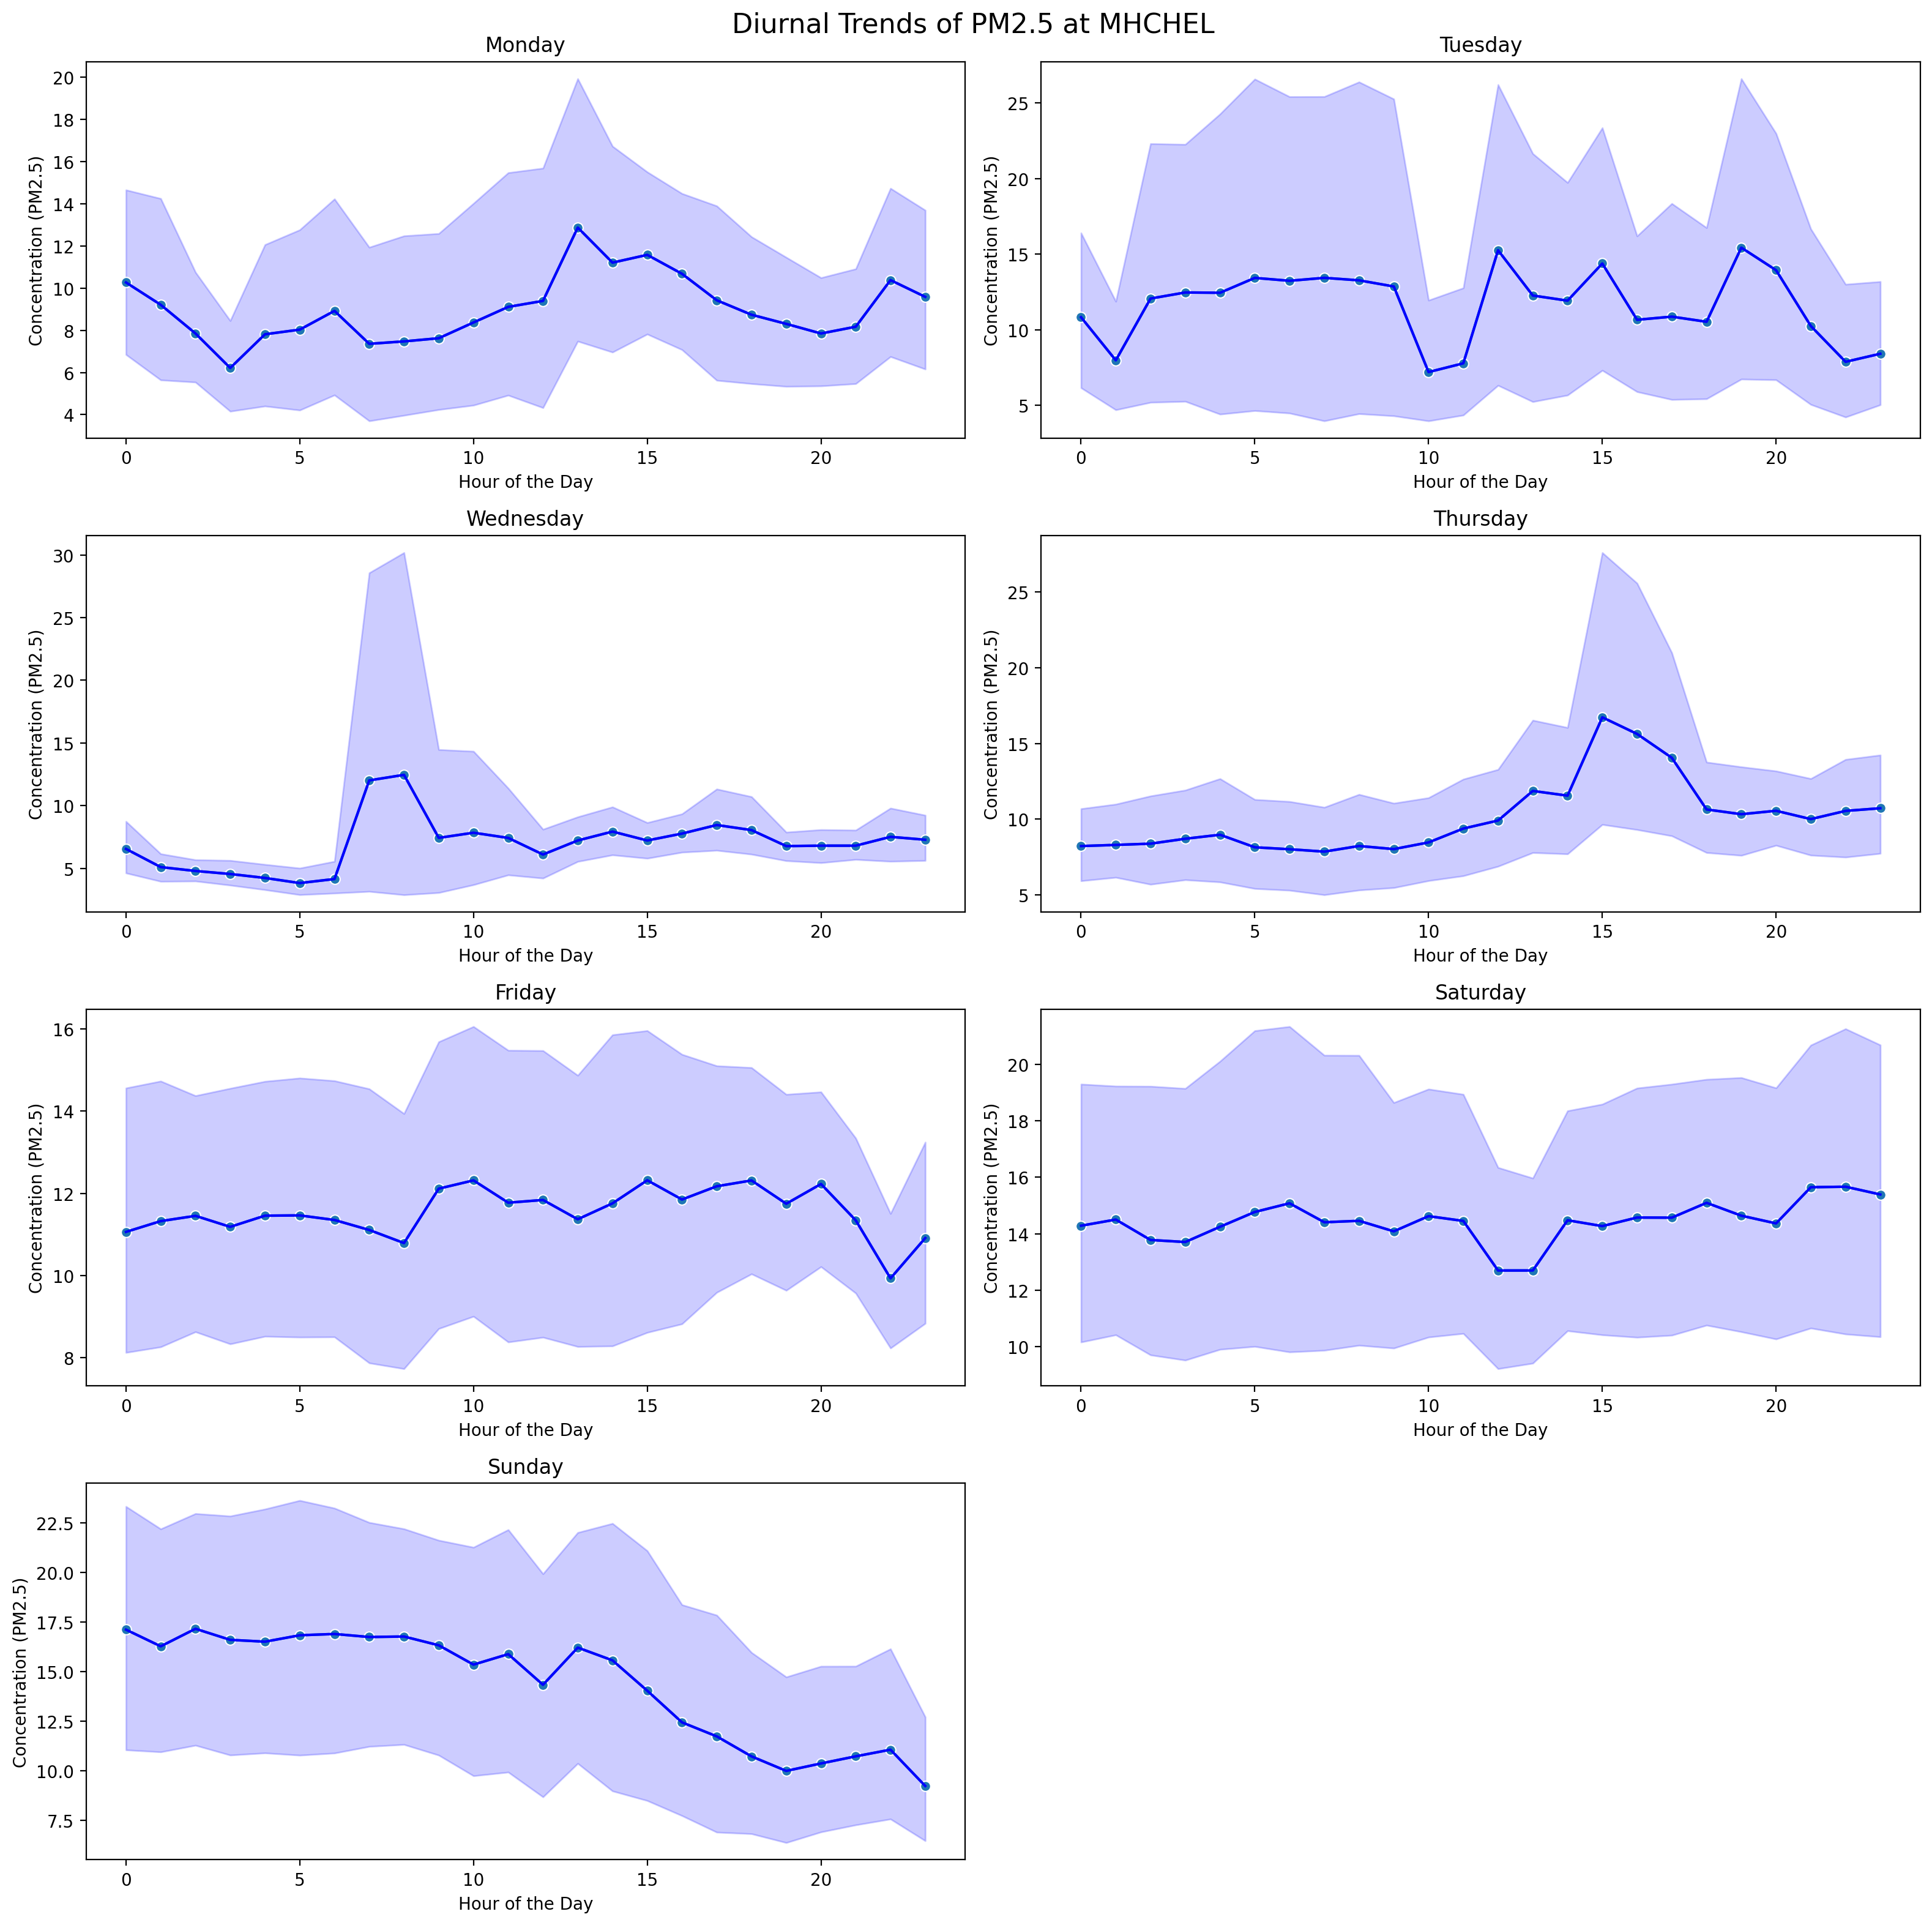 Diurnal Trends of PM2.5 at MHCHEL
Monday
Concentration (PM2.5)
20
18
16
14
12
10
8
6
4
0 5 10 15 20
Hour of the Day
Tuesday
Concentration (PM2.5)
25
20
15
10
5
0 5 10 15 20
Hour of the Day
Wednesday
Concentration (PM2.5)
30
25
20
15
10
5
0 5 10 15 20
Hour of the Day
Thursday
Concentration (PM2.5)
25
20
15
10
5
0 5 10 15 20
Hour of the Day
Friday
Concentration (PM2.5)
16
14
12
10
8
0 5 10 15 20
Hour of the Day
Saturday
Concentration (PM2.5)
20
18
16
14
12
10
0 5 10 15 20
Hour of the Day
Sunday
Concentration (PM2.5)
22.5
20.0
17.5
15.0
12.5
10.0
7.5
0 5 10 15 20
Hour of the Day